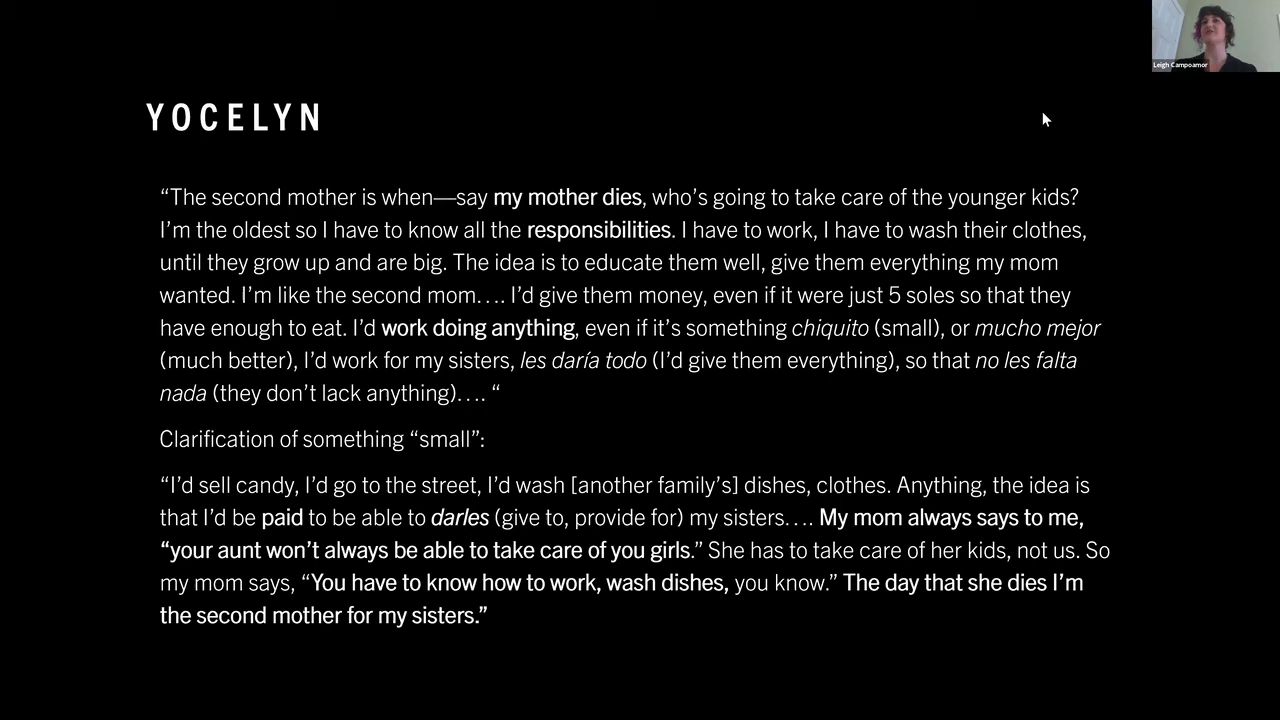 Leigh Campoamor
YOCELYN
“The second mother is when—say my mother dies, who’s going to take care of the younger kids?
I’m the oldest so I have to know all the responsibilities. I have to work, I have to wash their clothes,
until they grow up and are big. The idea is to educate them well, give them everything my mom
wanted. I’m like the second mom…. I’d give them money, even if it were just 5 soles so that they
have enough to eat. I’d work doing anything, even if it’s something chiquito (small), or mucho mejor
(much better), I’d work for my sisters, les daría todo (I’d give them everything), so that no les falta
nada (they don’t lack anything)…. “
Clarification of something “small”:
“I’d sell candy, I’d go to the street, I’d wash [another family’s] dishes, clothes. Anything, the idea is
that I’d be paid to be able to darles (give to, provide for) my sisters…. My mom always says to me,
“your aunt won’t always be able to take care of you girls.” She has to take care of her kids, not us. So
my mom says, “You have to know how to work, wash dishes, you know.” The day that she dies I’m
the second mother for my sisters.”